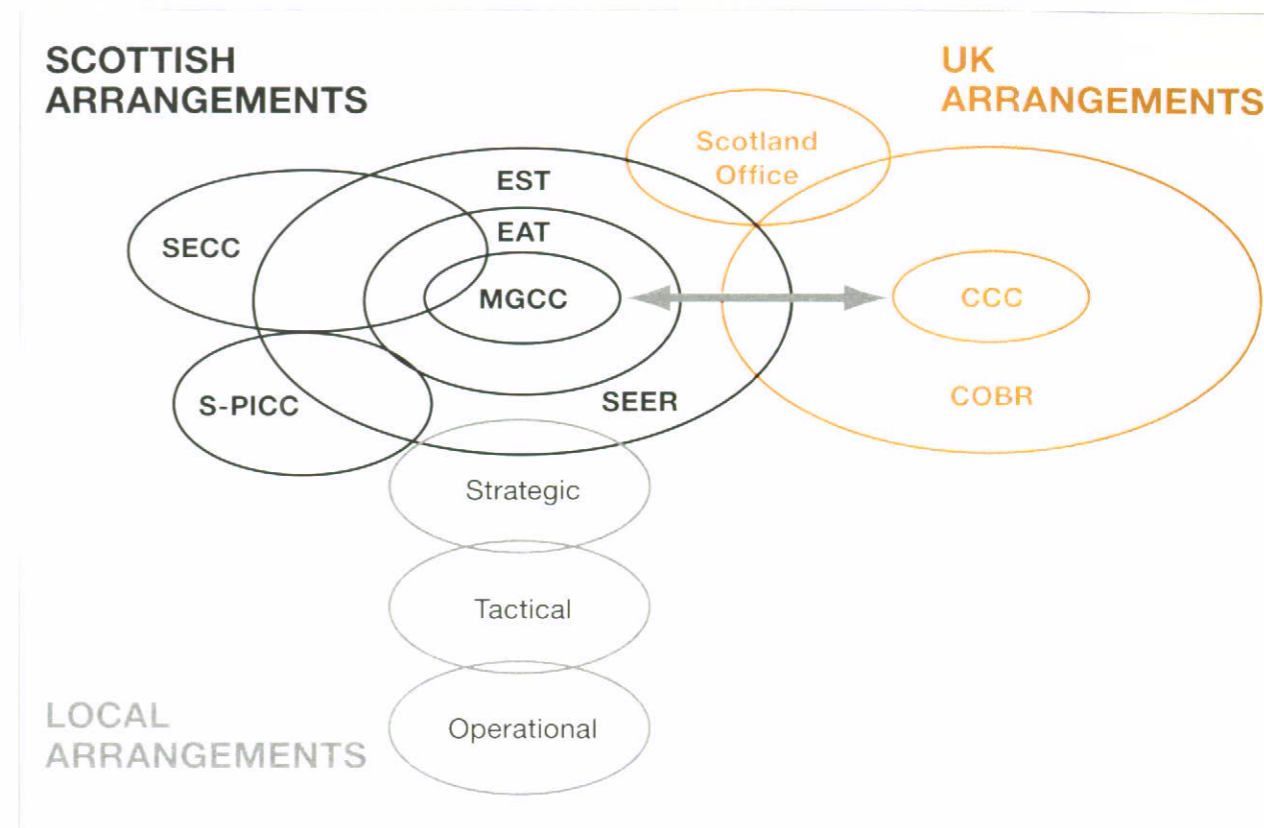 SCOTTISH
ARRANGEMENTS
UK
ARRANGEMENTS
Scotland
Office
EST
EAT
SECC
MGCC
CCC
S-PICC
SEER
COBR
Strategic
Tactical
Operational
LOCAL
ARRANGEMENTS